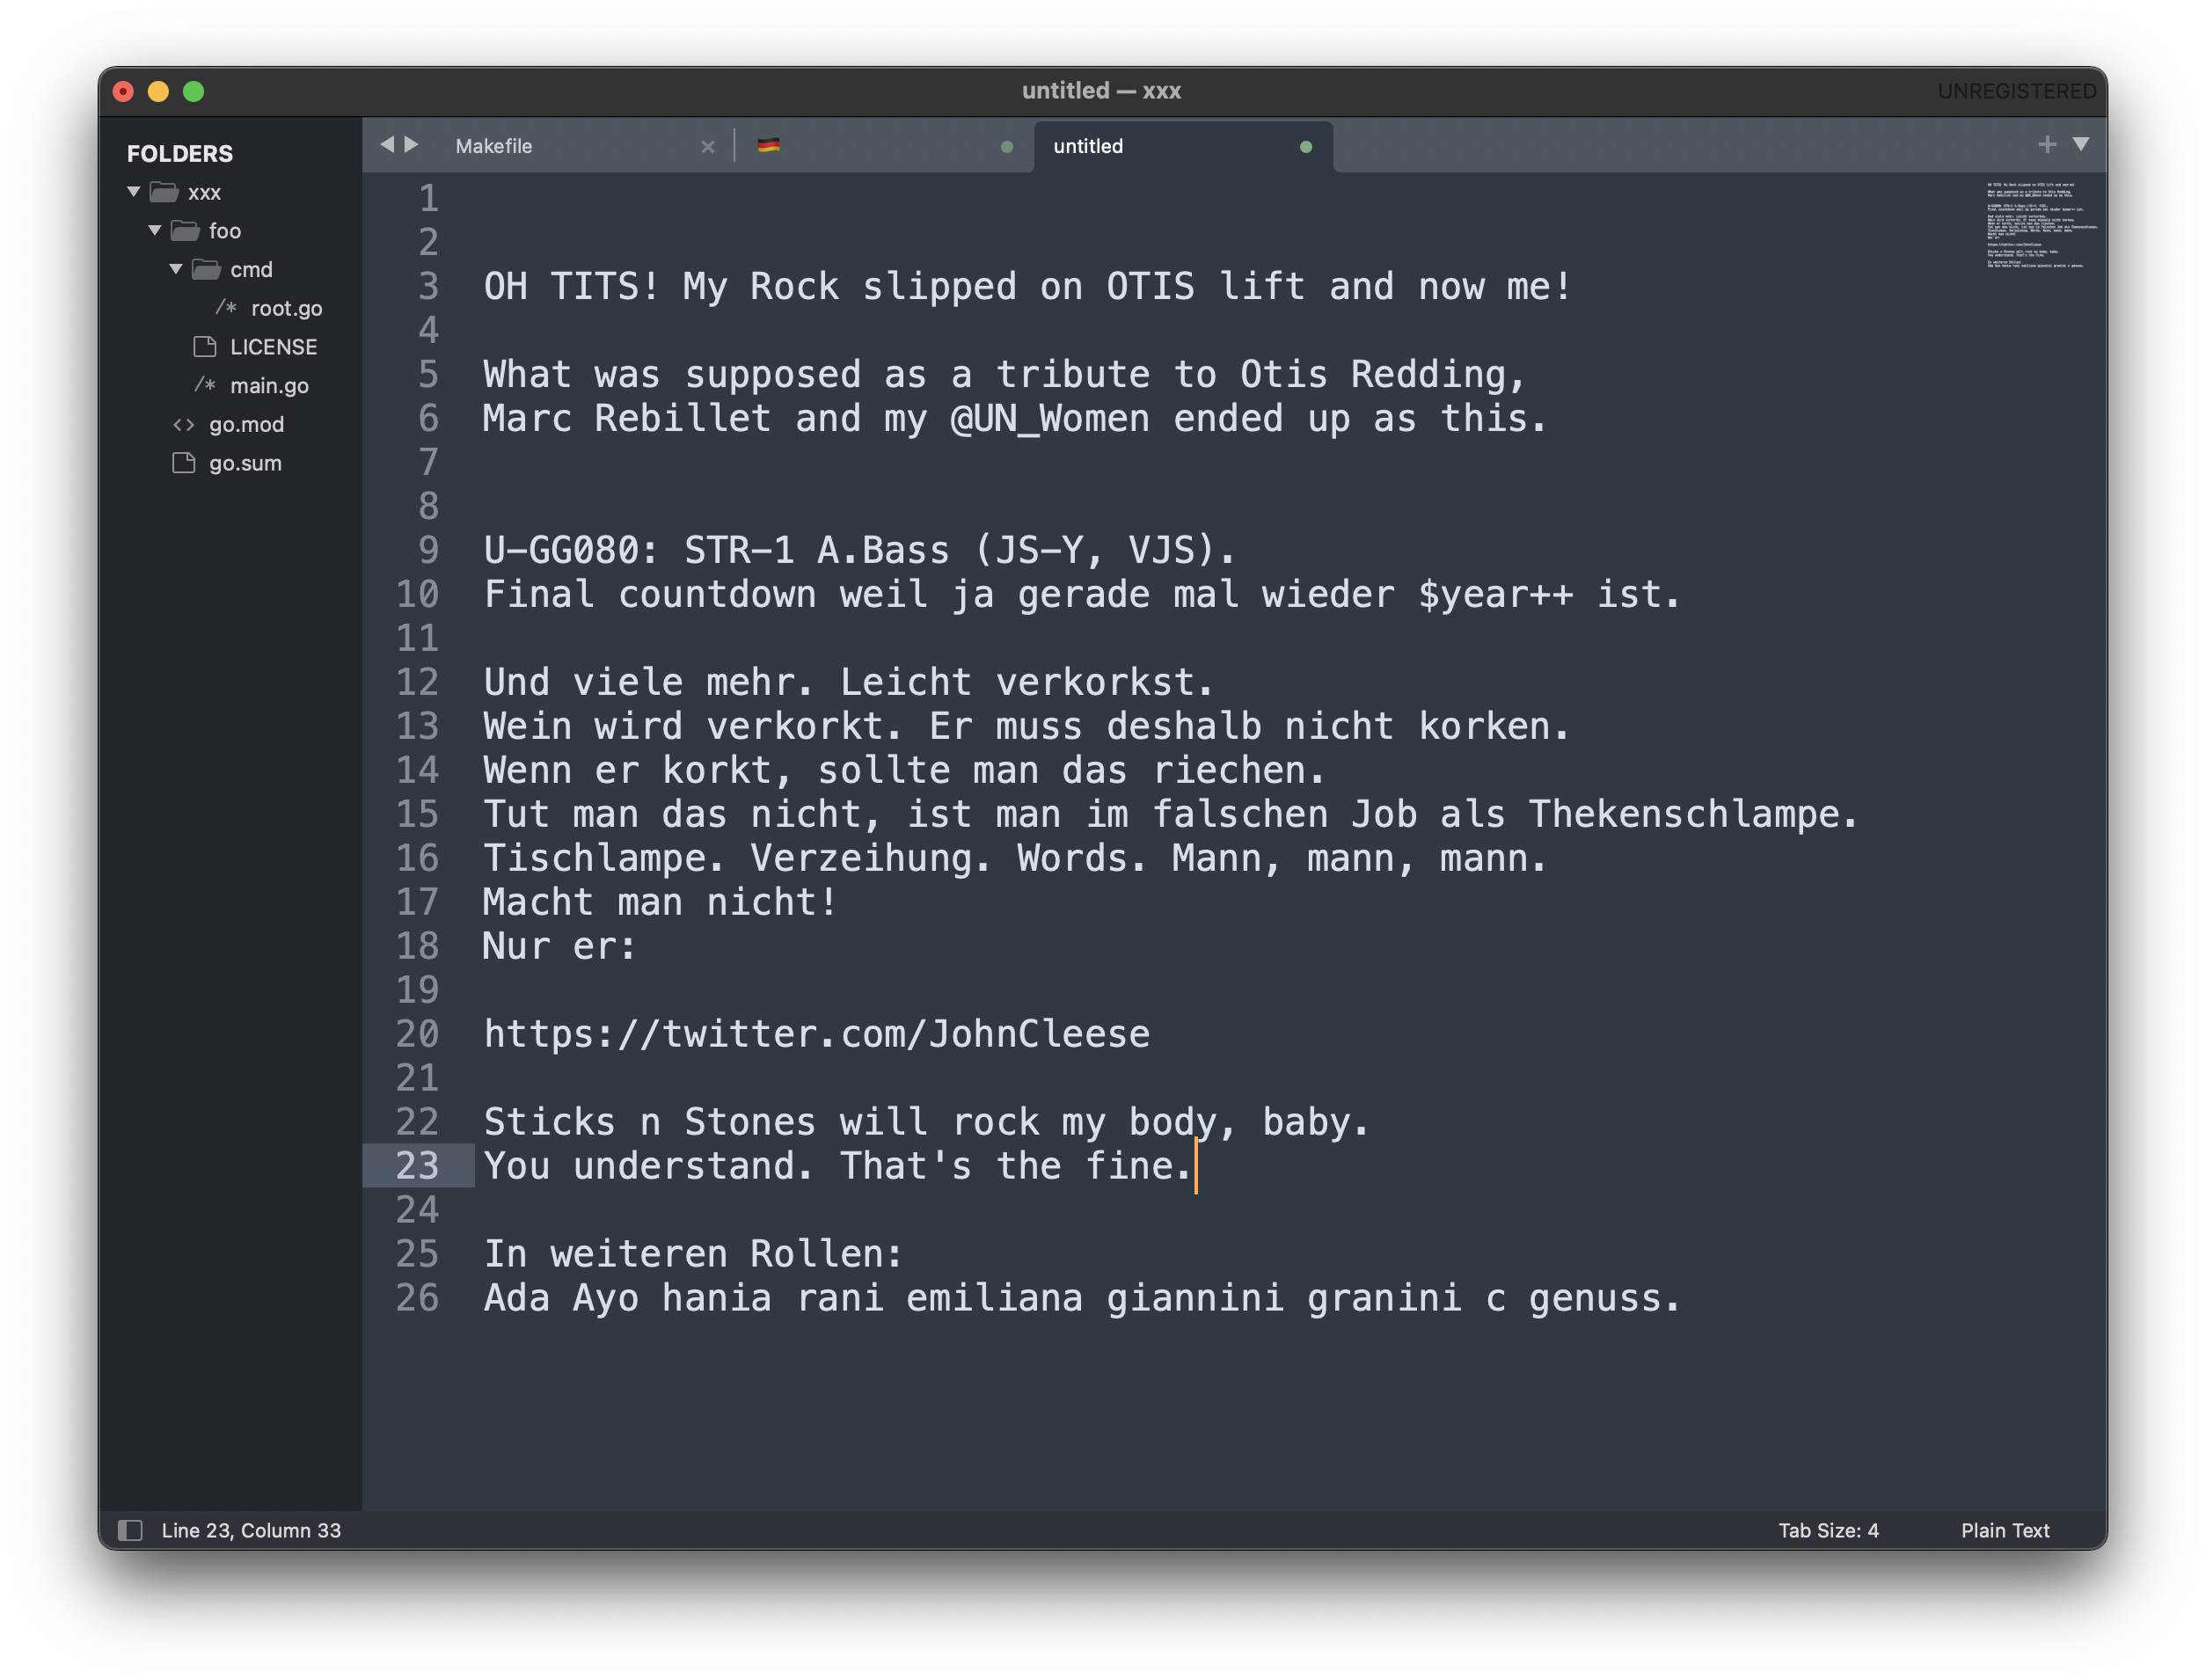 untitled — xxx
UNREGISTERED
FOLDERS
xxx
foo
cmd
/* root.go
LICENSE
/* main.go
<> go.mod
go.sum
Makefile
untitled
1
2
3 OH TITS! My Rock slipped on OTIS lift and now me!
4
5 What was supposed as a tribute to Otis Redding,
6 Marc Rebillet and my @UN_Women ended up as this.
7
8
9 U-GG080: STR-1 A.Bass (JS-Y, VJS).
10 Final countdown weil ja gerade mal wieder $year++ ist.
11
12 Und viele mehr. Leicht verkorkst.
13 Wein wird verkorkt. Er muss deshalb nicht korken.
14 Wenn er korkt, sollte man das riechen.
15 Tut man das nicht, ist man im falschen Job als Thekenschlampe.
16 Tischlampe. Verzeihung. Words. Mann, mann, mann.
17 Macht man nicht!
18 Nur er:
19
20 https://twitter.com/JohnCleese
21
22 Sticks n Stones will rock my body, baby.
23 You understand. That's the fine.
24
25 In weiteren Rollen:
26 Ada Ayo hania rani emiliana giannini granini c genuss.
Line 23, Column 33
Tab Size: 4
Plain Text